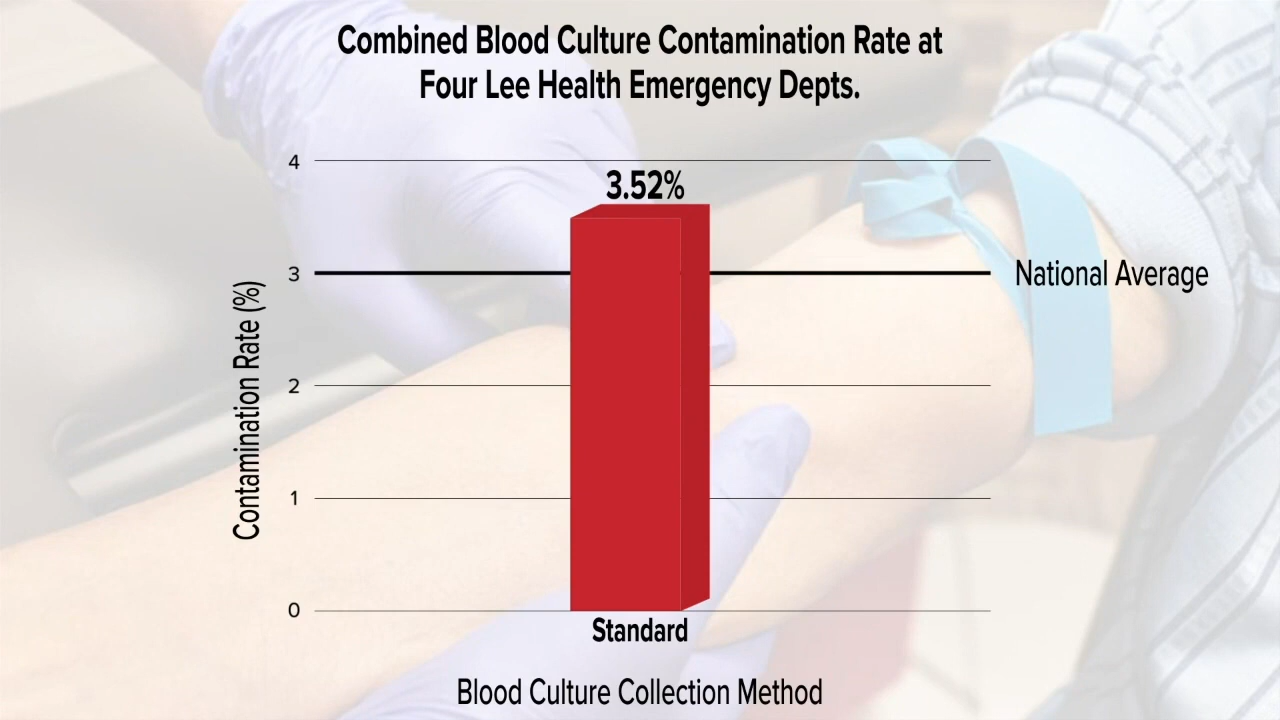 Combined Blood Culture Contamination Rate at
Four Lee Health Emergency Depts.
4
3.52%
3
National Average
Contamination Rate (%)
2
1
0
Standard
Blood Culture Collection Method